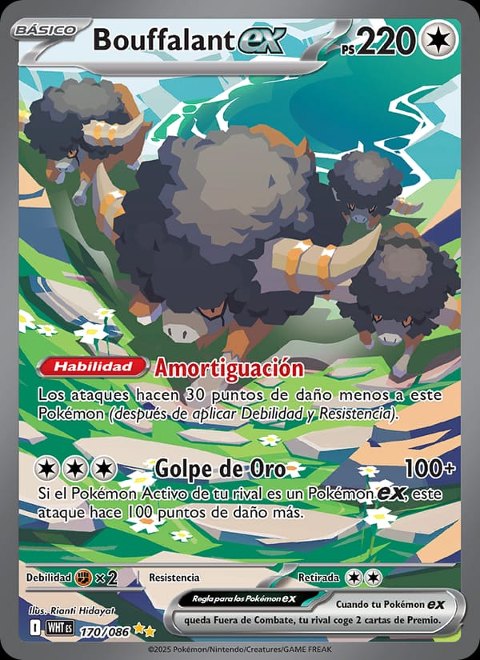 BÁSICO Bouffalant ex PS 220
Habilidad Amortiguación
Los ataques hacen 30 puntos de daño menos a este
Pokémon (después de aplicar Debilidad y Resistencia).
Golpe de Oro 100+
Si el Pokémon Activo de tu rival es un Pokémon ex, este
ataque hace 100 puntos de daño más.
Debilidad ×2 Resistencia Retirada
Ilus. Rianti Hidayat
Regla para los Pokémon ex
Cuando tu Pokémon ex
queda Fuera de Combate, tu rival coge 2 cartas de Premio.
I WHT ES 170/086
©2025 Pokémon/Nintendo/Creatures/GAME FREAK